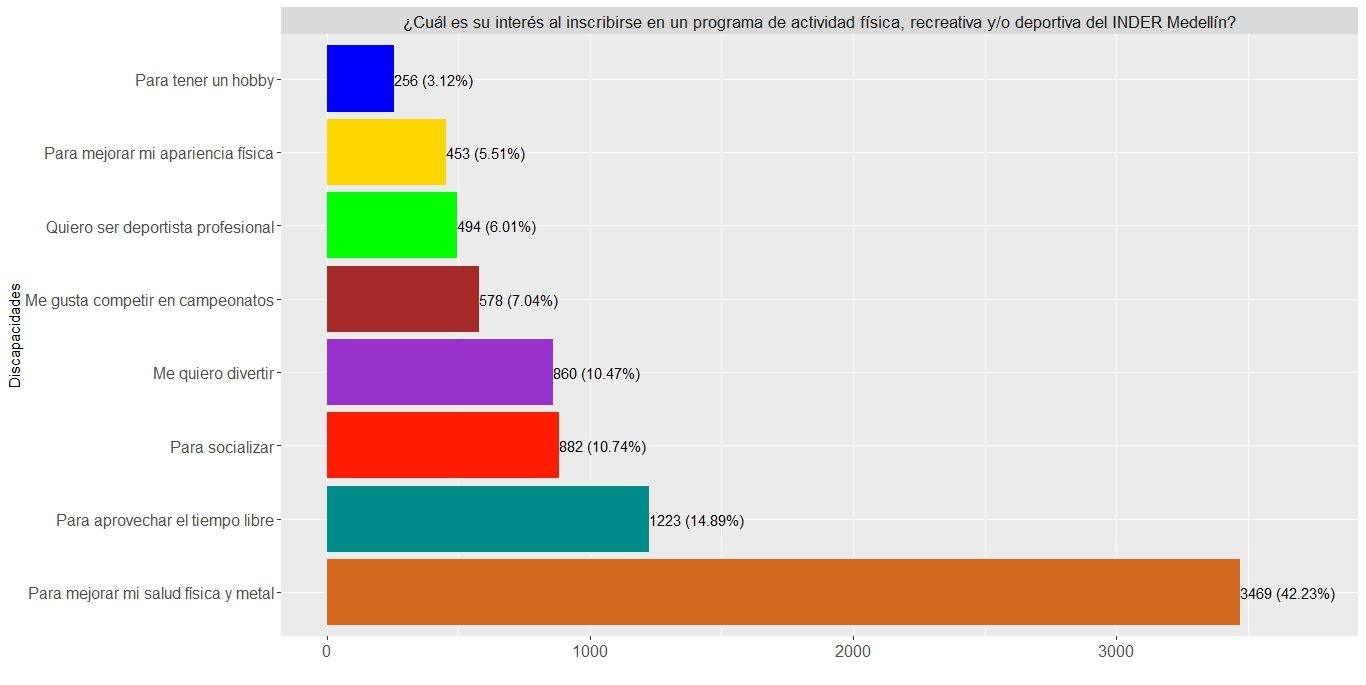 ¿Cuál es su interés al inscribirse en un programa de actividad física, recreativa y/o deportiva del INDER Medellín?
Para tener un hobby
256 (3.12%)
Para mejorar mi apariencia física
453 (5.51%)
Quiero ser deportista profesional
494 (6.01%)
Discapacidades
Me gusta competir en campeonatos
578 (7.04%)
Me quiero divertir
860 (10.47%)
Para socializar
882 (10.74%)
Para aprovechar el tiempo libre
1223 (14.89%)
Para mejorar mi salud física y metal
3469 (42.23%)
0 1000 2000 3000